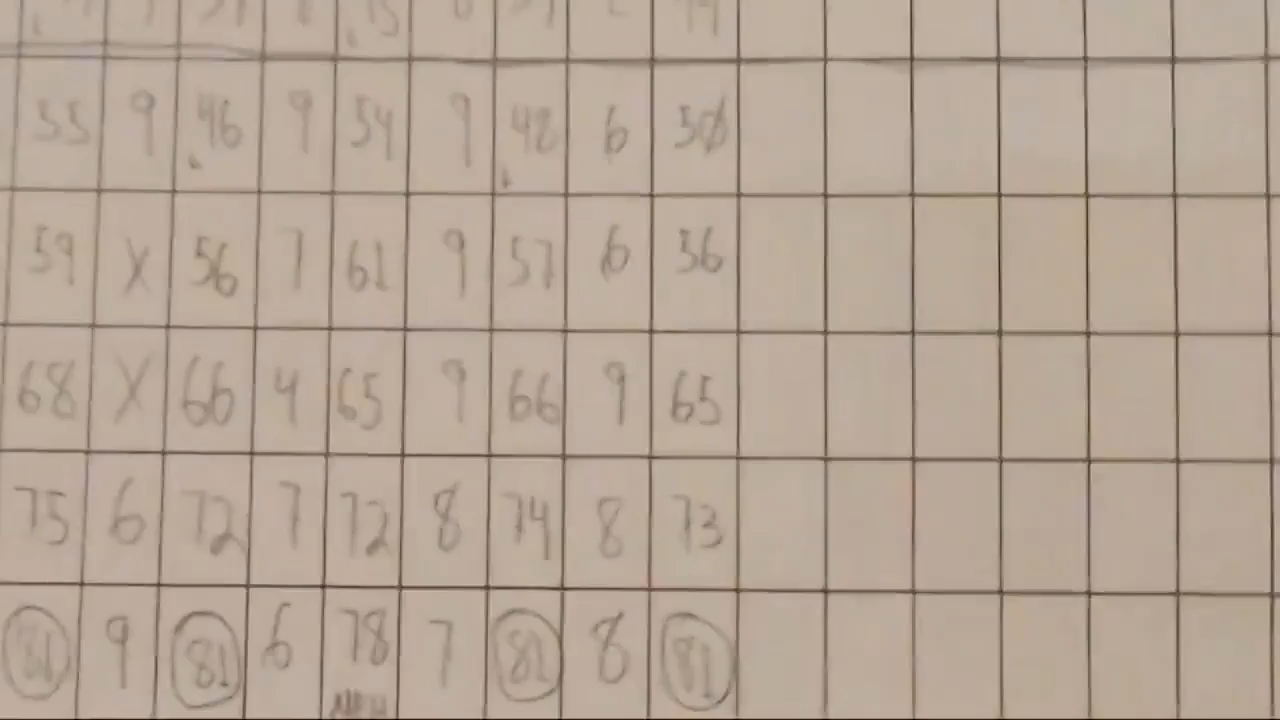 55 9 46 9 54 9 48 6 50
59 X 56 7 61 9 57 6 56
68 X 66 4 65 9 66 9 65
75 6 72 7 72 8 74 8 73
81 9 81 6 78 7 81 8 81